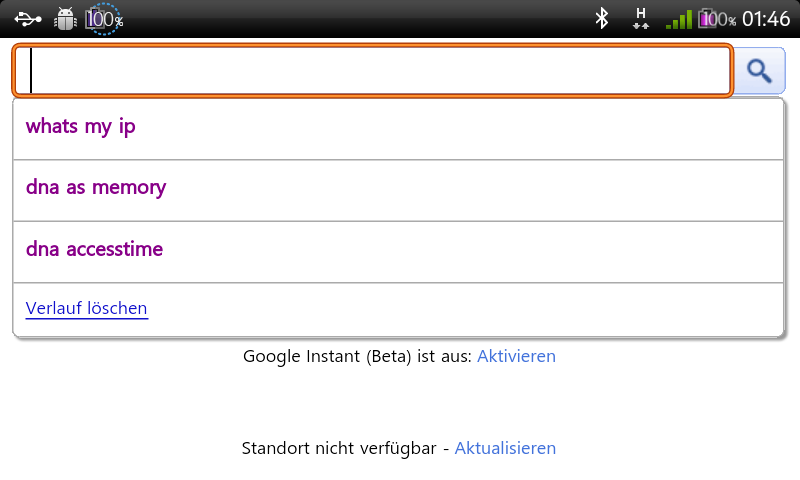 100%
H
100%
01:46
whats my ip
dna as memory
dna accesstime
Verlauf löschen
Google Instant (Beta) ist aus: Aktivieren
Standort nicht verfügbar - Aktualisieren